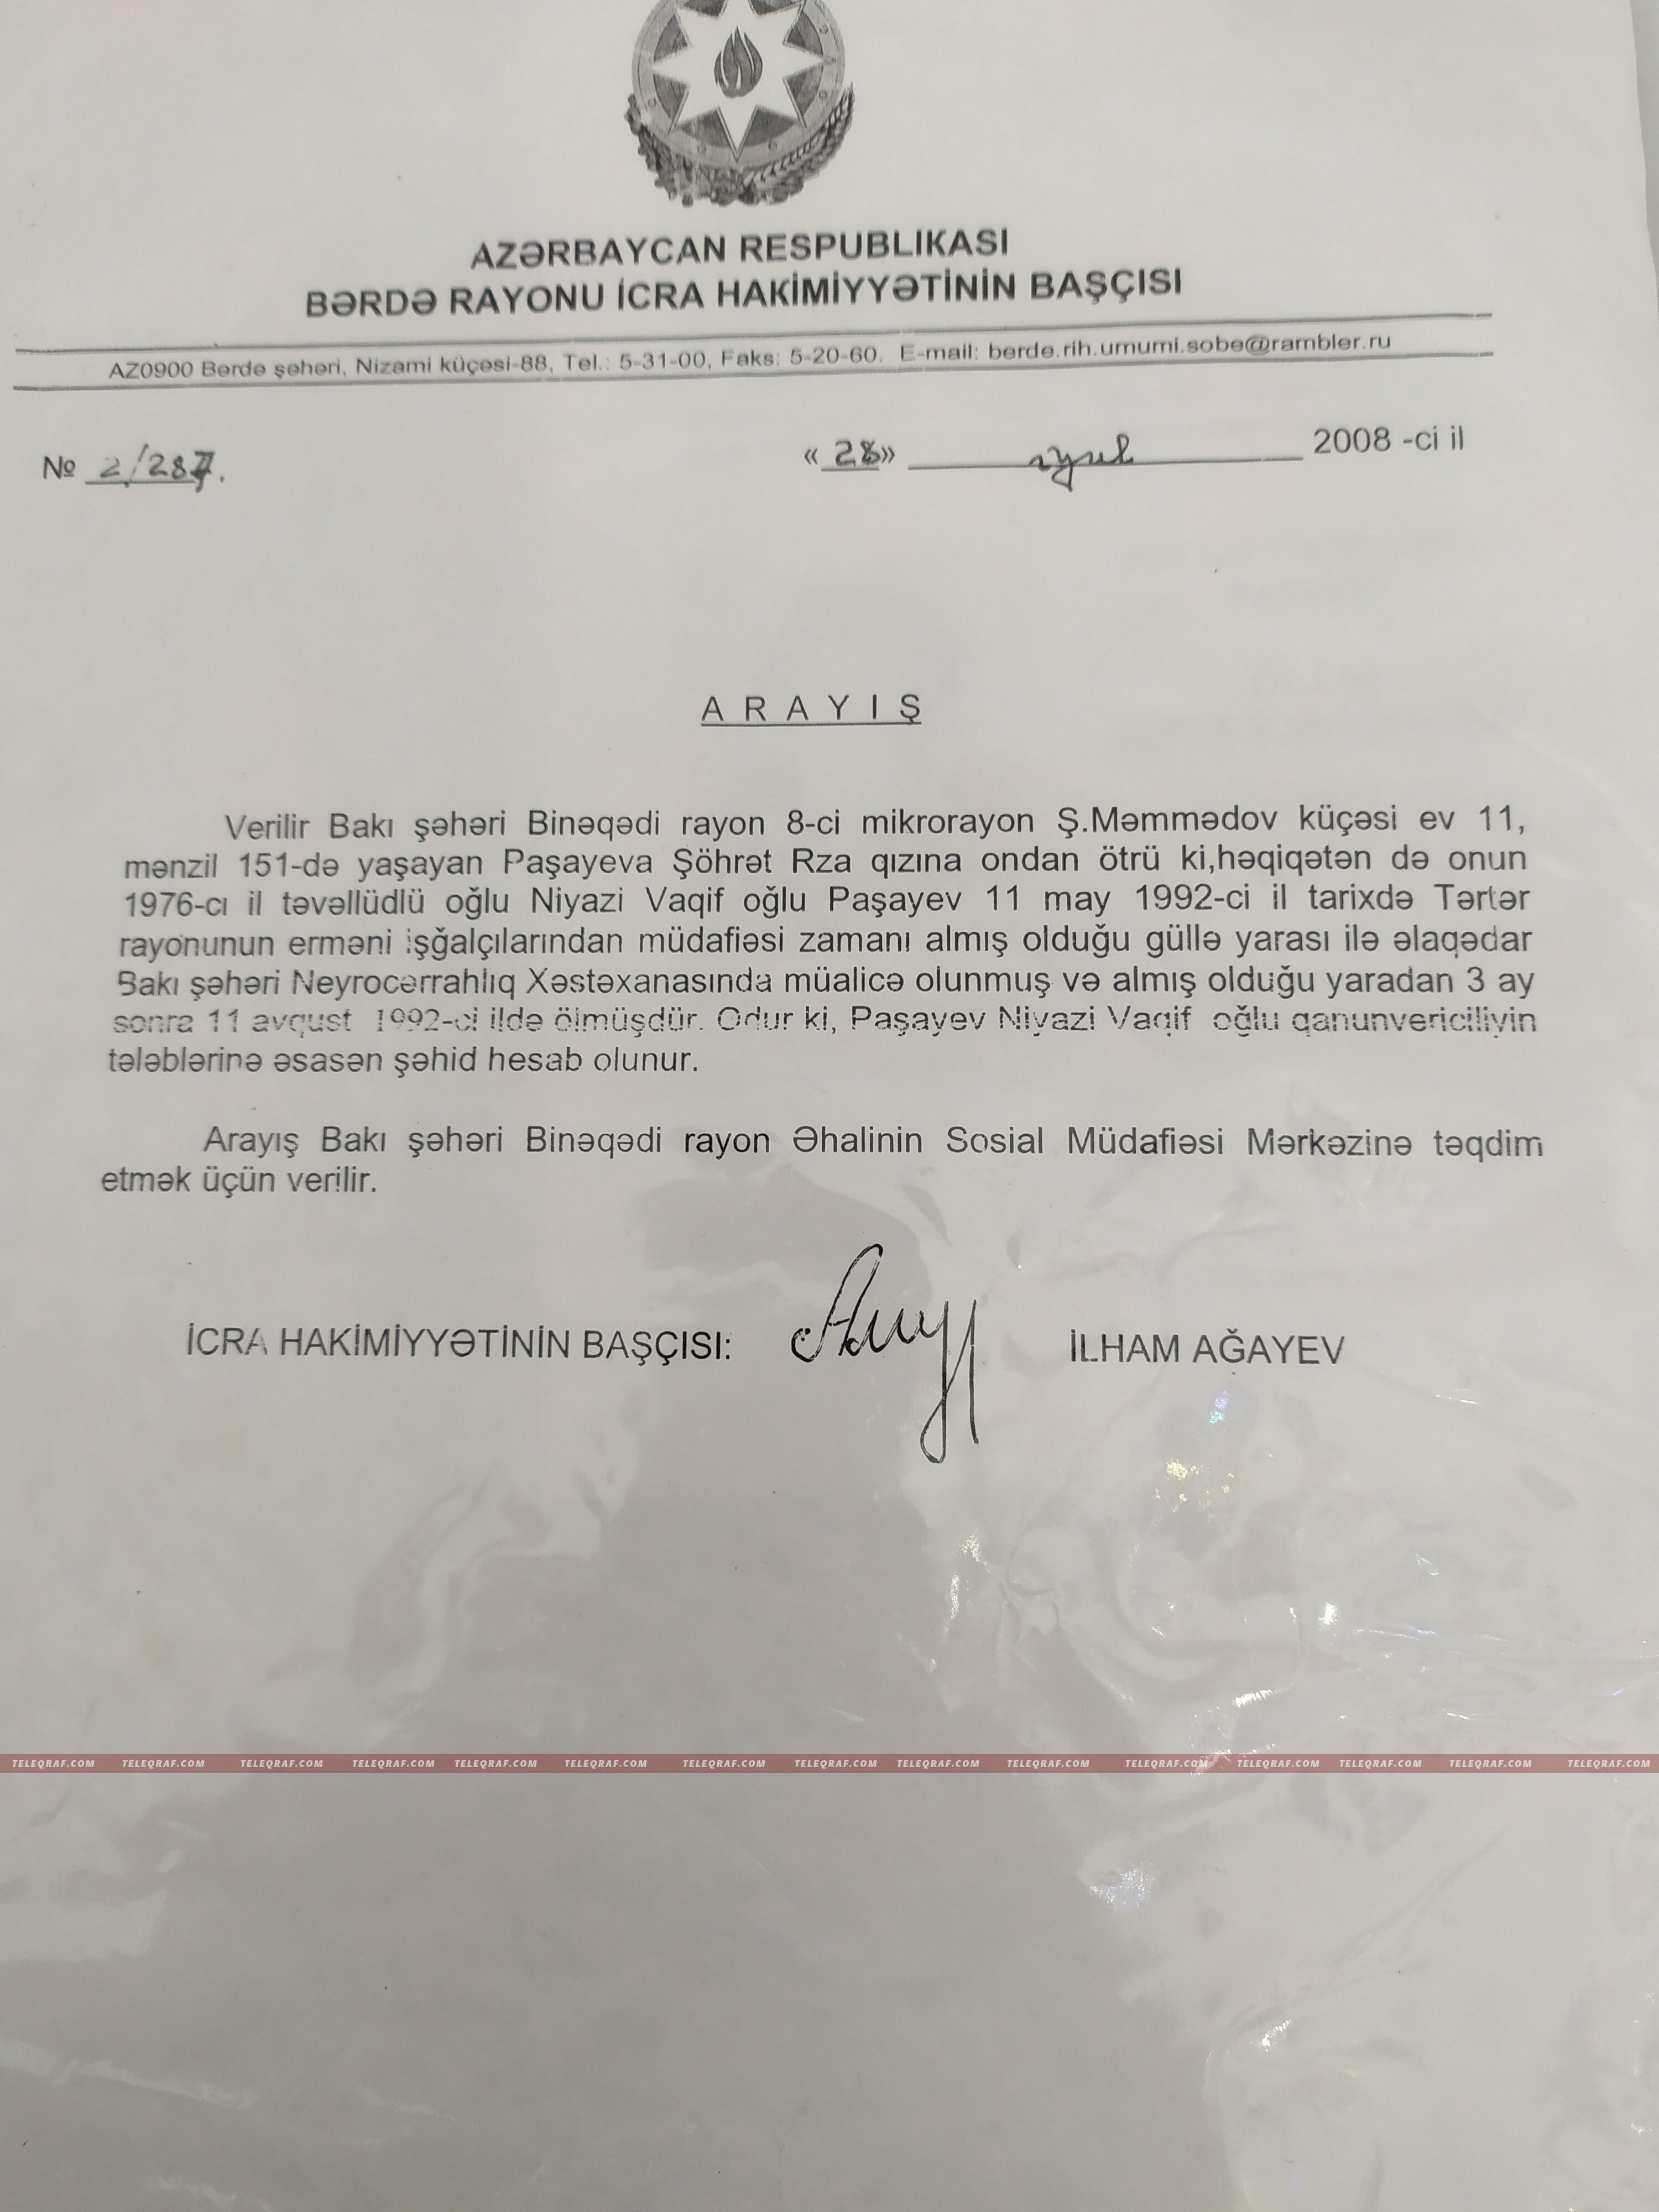 AZƏRBAYCAN RESPUBLIKASI
BƏRDƏ RAYONU İCRA HAKİMİYYƏTİNİN BAŞÇISI
AZ0900 Bərdə şəhəri, Nizami küçəsi-88, Tel.: 5-31-00, Faks: 5-20-60. E-mail: berde.rih.umumi.sobe@rambler.ru
№ 2/287. «28» iyul 2008 -ci il
A R A Y I Ş
Verilir Bakı şəhəri Binəqədi rayon 8-ci mikrorayon Ş.Məmmədov küçəsi ev 11,
mənzil 151-də yaşayan Paşayeva Şöhrət Rza qızına ondan ötrü ki,həqiqətən də onun
1976-cı il təvəllüdlü oğlu Niyazi Vaqif oğlu Paşayev 11 may 1992-ci il tarixdə Tərtər
rayonunun erməni işğalçılarından müdafiəsi zamanı almış olduğu güllə yarası ilə əlaqədar
Bakı şəhəri Neyrocərrahlıq Xəstəxanasında müalicə olunmuş və almış olduğu yaradan 3 ay
sonra 11 avqust 1992-ci ildə ölmüşdür. Odur ki, Paşayev Niyazi Vaqif oğlu qanunvericiliyin
tələblərinə əsasən şəhid hesab olunur.
Arayış Bakı şəhəri Binəqədi rayon Əhalinin Sosial Müdafiəsi Mərkəzinə təqdim
etmək üçün verilir.
İCRA HAKİMİYYƏTİNİN BAŞÇISI: İLHAM AĞAYEV
TELEQRAF.COM TELEQRAF.COM TELEQRAF.COM TELEQRAF.COM TELEQRAF.COM TELEQRAF.COM TELEQRAF.COM TELEQRAF.COM TELEQRAF.COM TELEQRAF.COM TELEQRAF.COM TELEQRAF.COM TELEQRAF.COM TELEQRAF.COM TELEQRAF.COM